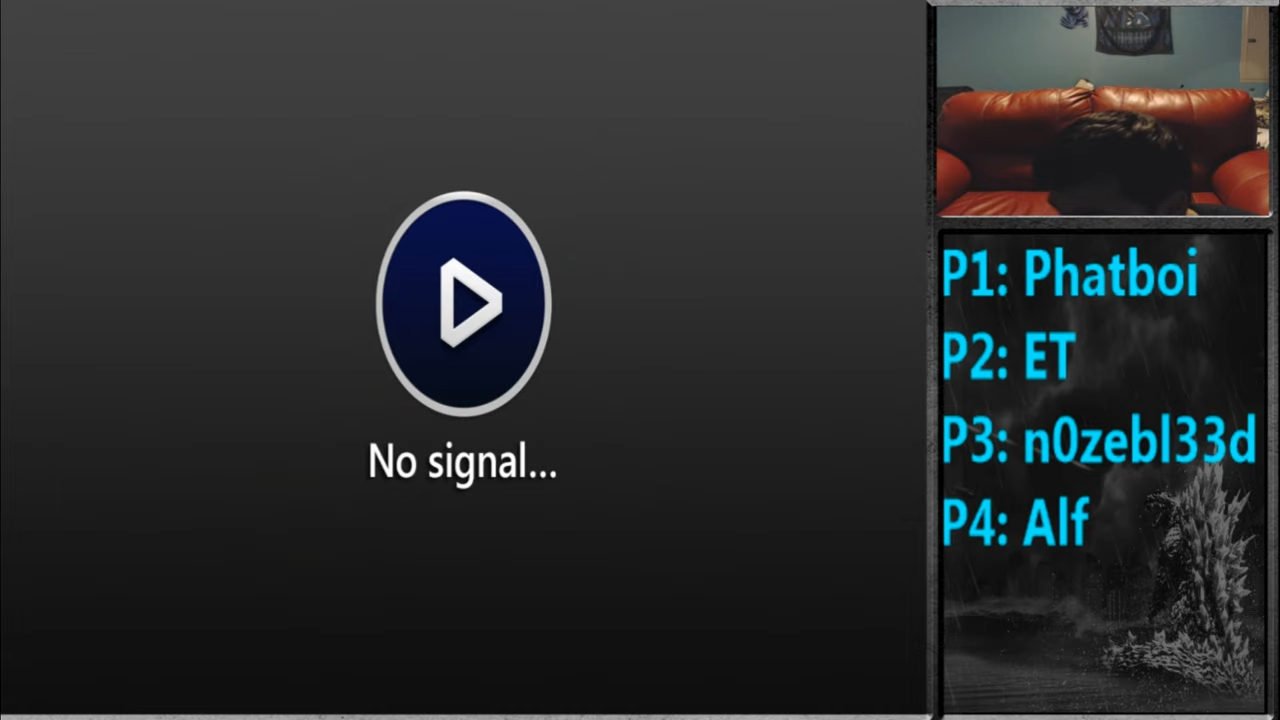 No signal...
P1: Phatboi
P2: ET
P3: n0zebl33d
P4: Alf